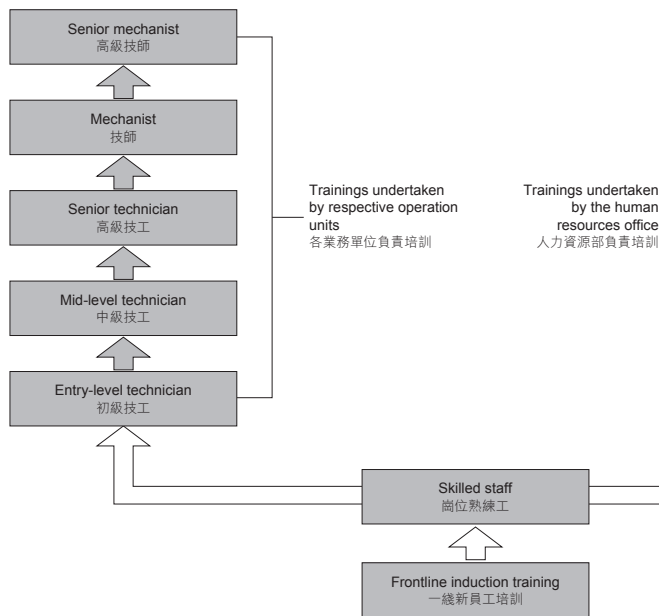 Senior mechanist
高級技師
Mechanist
技師
Senior technician
高級技工
Mid-level technician
中級技工
Entry-level technician
初級技工
Trainings undertaken
by respective operation
units
各業務單位負責培訓
Trainings undertaken
by the human
resources office
人力資源部負責培訓
Skilled staff
崗位熟練工
Frontline induction training
一綫新員工培訓